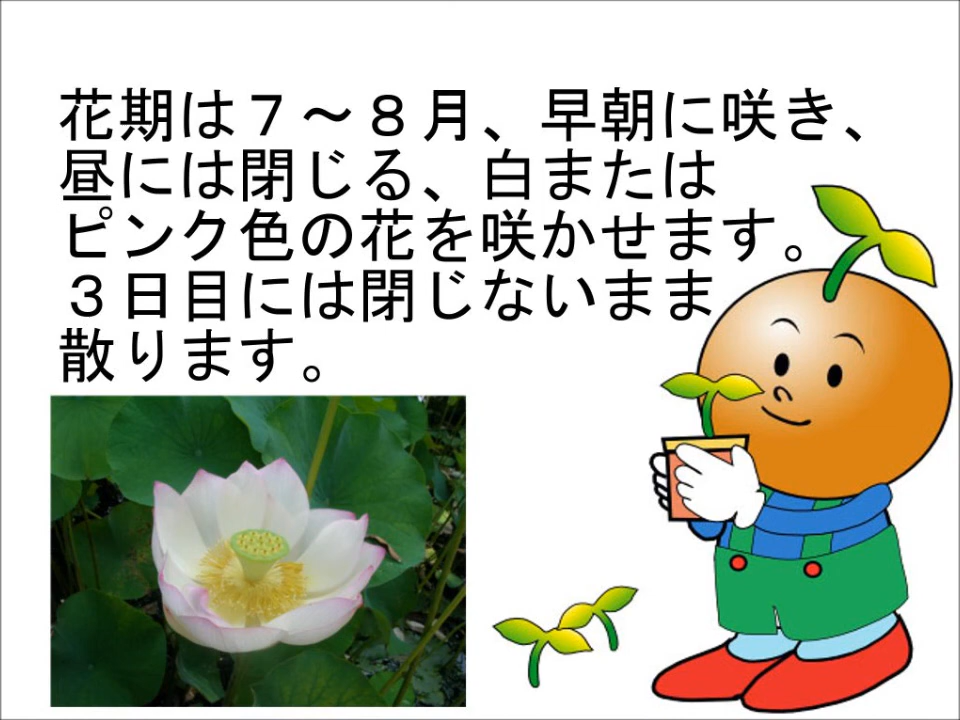 花期は７～８月、早朝に咲き、
昼には閉じる、白または
ピンク色の花を咲かせます。
３日目には閉じないまま
散ります。